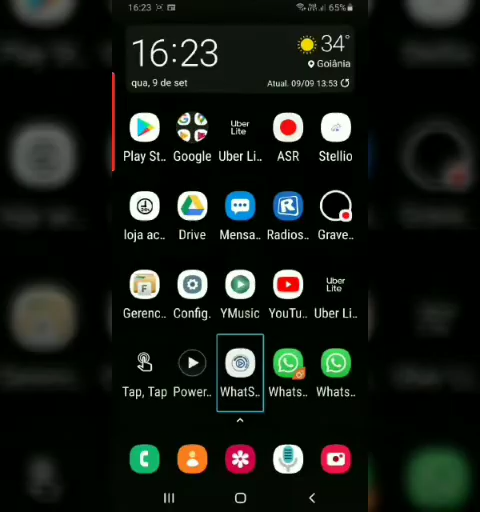 16:23
65%
16:23
34°
Goiânia
qua, 9 de set
Atual. 09/09 13:53
Play St..
Google
Uber Li..
ASR
Stellio
Uber
Lite
loja ac..
Drive
Mensa..
Radios..
Grave..
Gerenc..
Config.
YMusic
YouTu..
Uber Li..
F
Uber
Lite
Tap, Tap
Power..
WhatS..
Whats..
Whats..